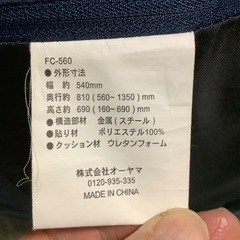 FC-560
●外形寸法
幅 約 540mm
奥行 約 810（560~1350）mm
高さ 約 690（160~690）mm
●構造部材 金属（スチール）
●貼り材 ポリエステル100%
●クッション材 ウレタンフォーム
株式会社オーヤマ
0120-935-335
MADE IN CHINA